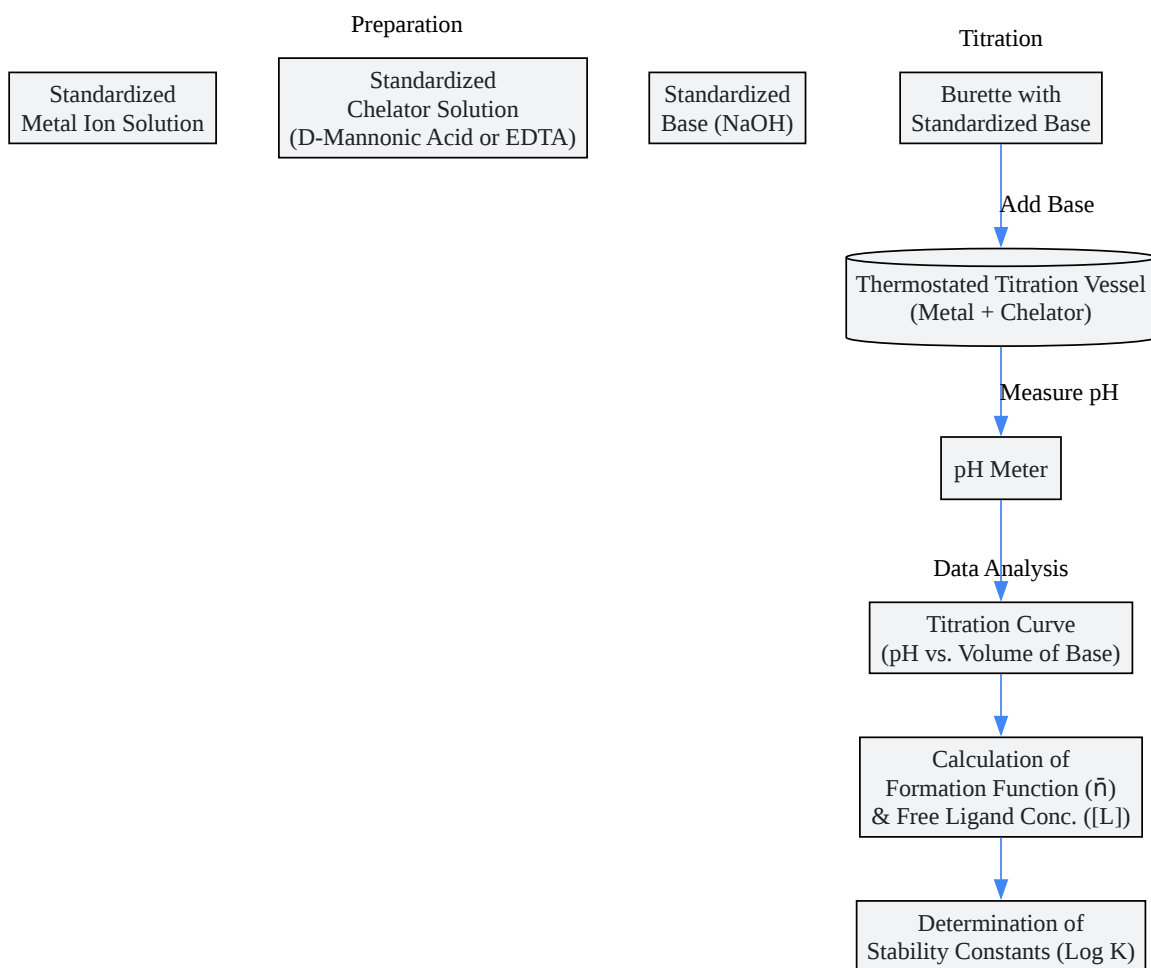 Preparation
Standardized
Metal Ion Solution
Standardized
Chelator Solution
(D-Mannonic Acid or EDTA)
Standardized
Base (NaOH)
Titration
Burette with
Standardized Base
Add Base
Thermostated Titration Vessel
(Metal + Chelator)
Measure pH
pH Meter
Data Analysis
Titration Curve
(pH vs. Volume of Base)
Calculation of
Formation Function (n̄)
& Free Ligand Conc. ([L])
Determination of
Stability Constants (Log K)